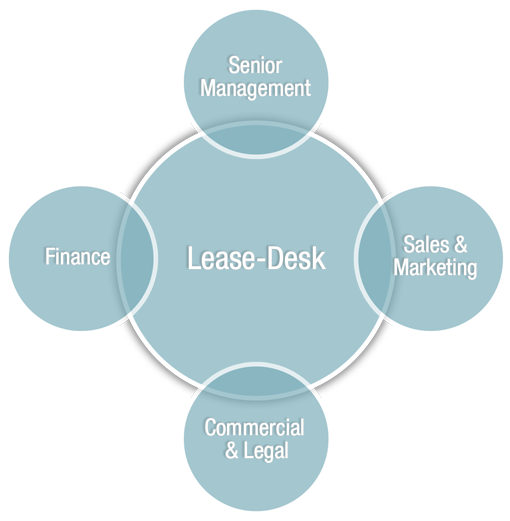 Senior
Management
Finance
Lease-Desk
Sales &
Marketing
Commercial
& Legal